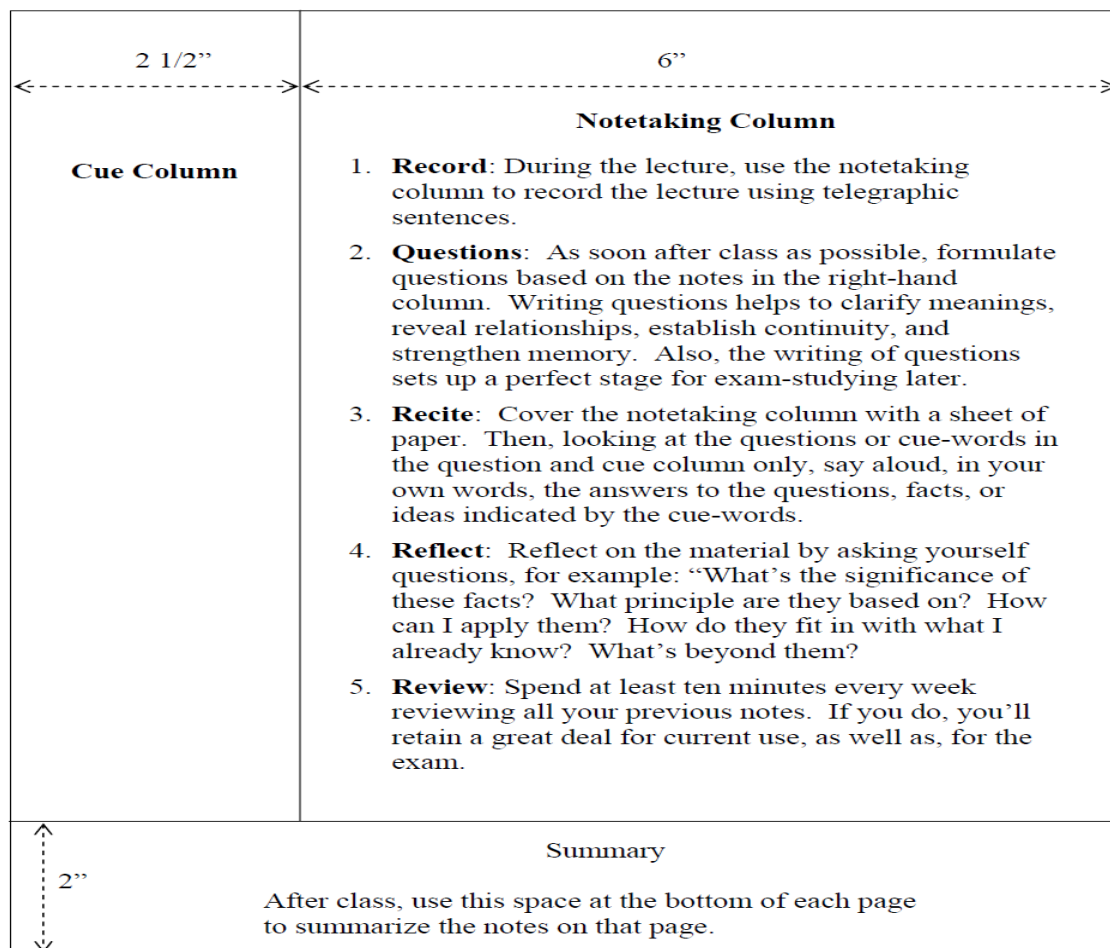 2 1/2”
6”
Notetaking Column
Cue Column
1. Record: During the lecture, use the notetaking
column to record the lecture using telegraphic
sentences.
2. Questions:  As soon after class as possible, formulate
questions based on the notes in the right-hand
column.  Writing questions helps to clarify meanings,
reveal relationships, establish continuity, and
strengthen memory.  Also, the writing of questions
sets up a perfect stage for exam-studying later.
3. Recite:  Cover the notetaking column with a sheet of
paper.  Then, looking at the questions or cue-words in
the question and cue column only, say aloud, in your
own words, the answers to the questions, facts, or
ideas indicated by the cue-words.
4. Reflect:  Reflect on the material by asking yourself
questions, for example: “What’s the significance of
these facts?  What principle are they based on?  How
can I apply them?  How do they fit in with what I
already know?  What’s beyond them?
5. Review: Spend at least ten minutes every week
reviewing all your previous notes.  If you do, you’ll
retain a great deal for current use, as well as, for the
exam.
Summary
2”
After class, use this space at the bottom of each page
to summarize the notes on that page.